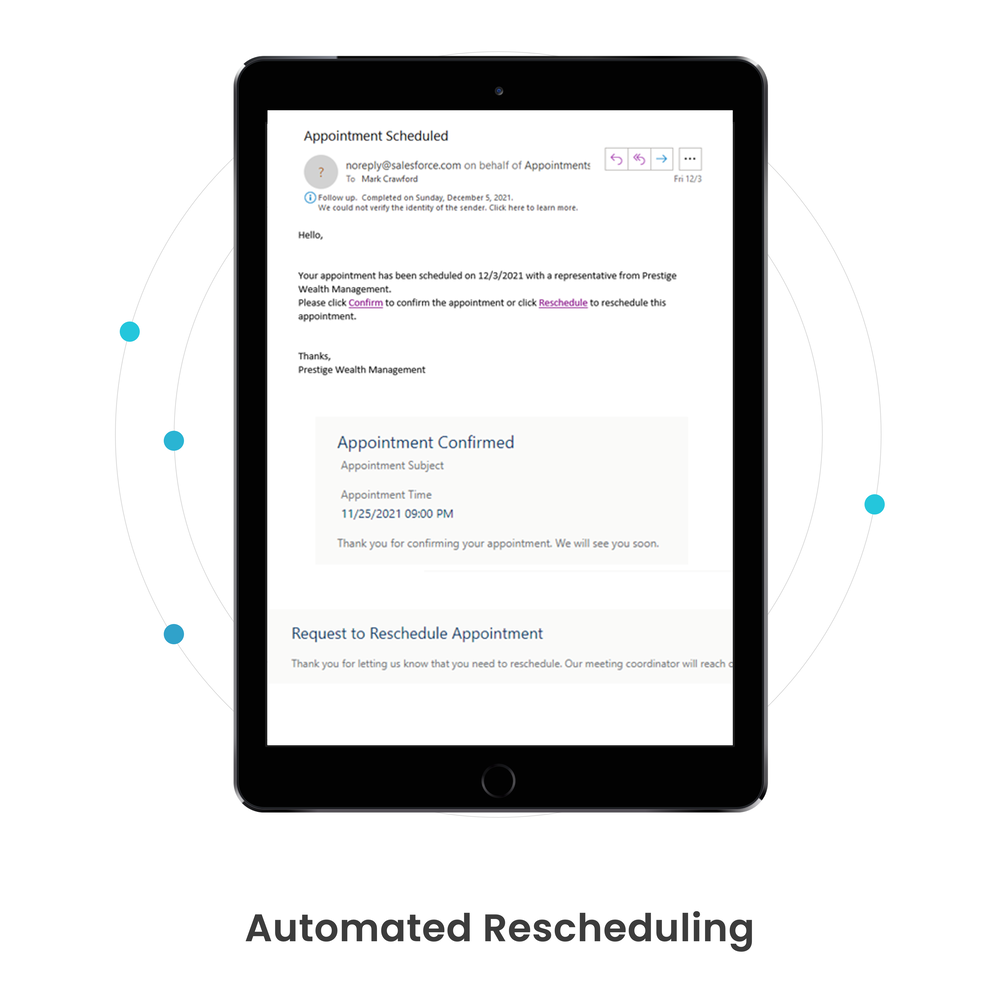 Appointment Scheduled
?
noreply@salesforce.com on behalf of Appointments
To Mark Crawford
Fri 12/3
Follow up. Completed on Sunday, December 5, 2021.
We could not verify the identity of the sender. Click here to learn more.
Hello,
Your appointment has been scheduled on 12/3/2021 with a representative from Prestige
Wealth Management.
Please click Confirm to confirm the appointment or click Reschedule to reschedule this
appointment.
Thanks,
Prestige Wealth Management
Appointment Confirmed
Appointment Subject
Appointment Time
11/25/2021 09:00 PM
Thank you for confirming your appointment. We will see you soon.
Request to Reschedule Appointment
Thank you for letting us know that you need to reschedule. Our meeting coordinator will reach
Automated Rescheduling